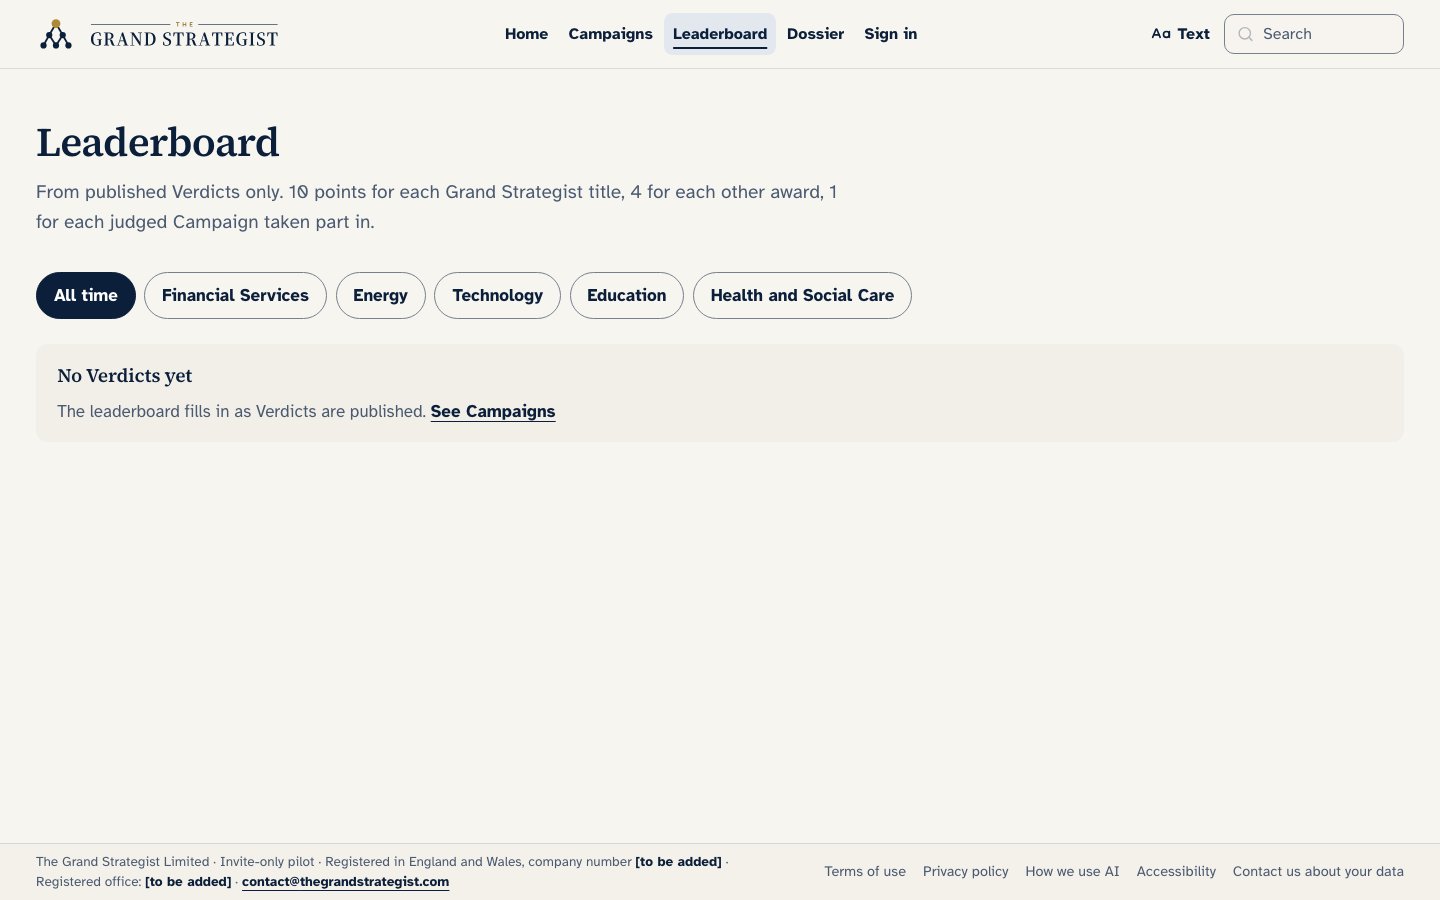 THE
GRAND STRATEGIST
Home
Campaigns
Leaderboard
Dossier
Sign in
Aa Text
Search
Leaderboard
From published Verdicts only. 10 points for each Grand Strategist title, 4 for each other award, 1
for each judged Campaign taken part in.
All time
Financial Services
Energy
Technology
Education
Health and Social Care
No Verdicts yet
The leaderboard fills in as Verdicts are published. See Campaigns
The Grand Strategist Limited · Invite-only pilot · Registered in England and Wales, company number [to be added] ·
Registered office: [to be added] · contact@thegrandstrategist.com
Terms of use
Privacy policy
How we use AI
Accessibility
Contact us about your data